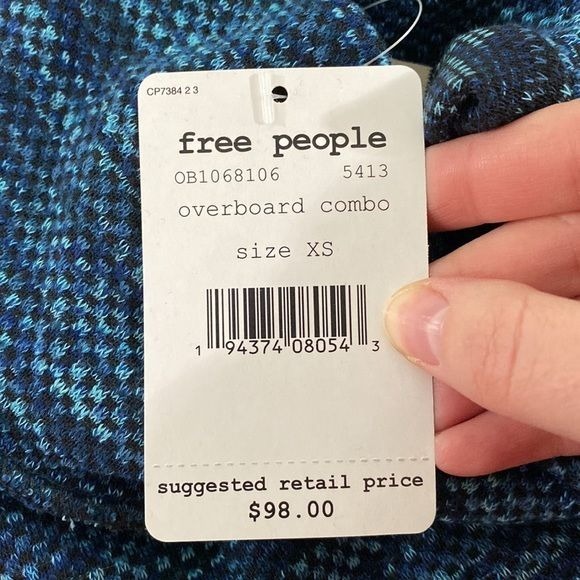 CP7384 2 3
free people
OB1068106 5413
overboard combo
size XS
1 94374 08054 3
suggested retail price
$98.00